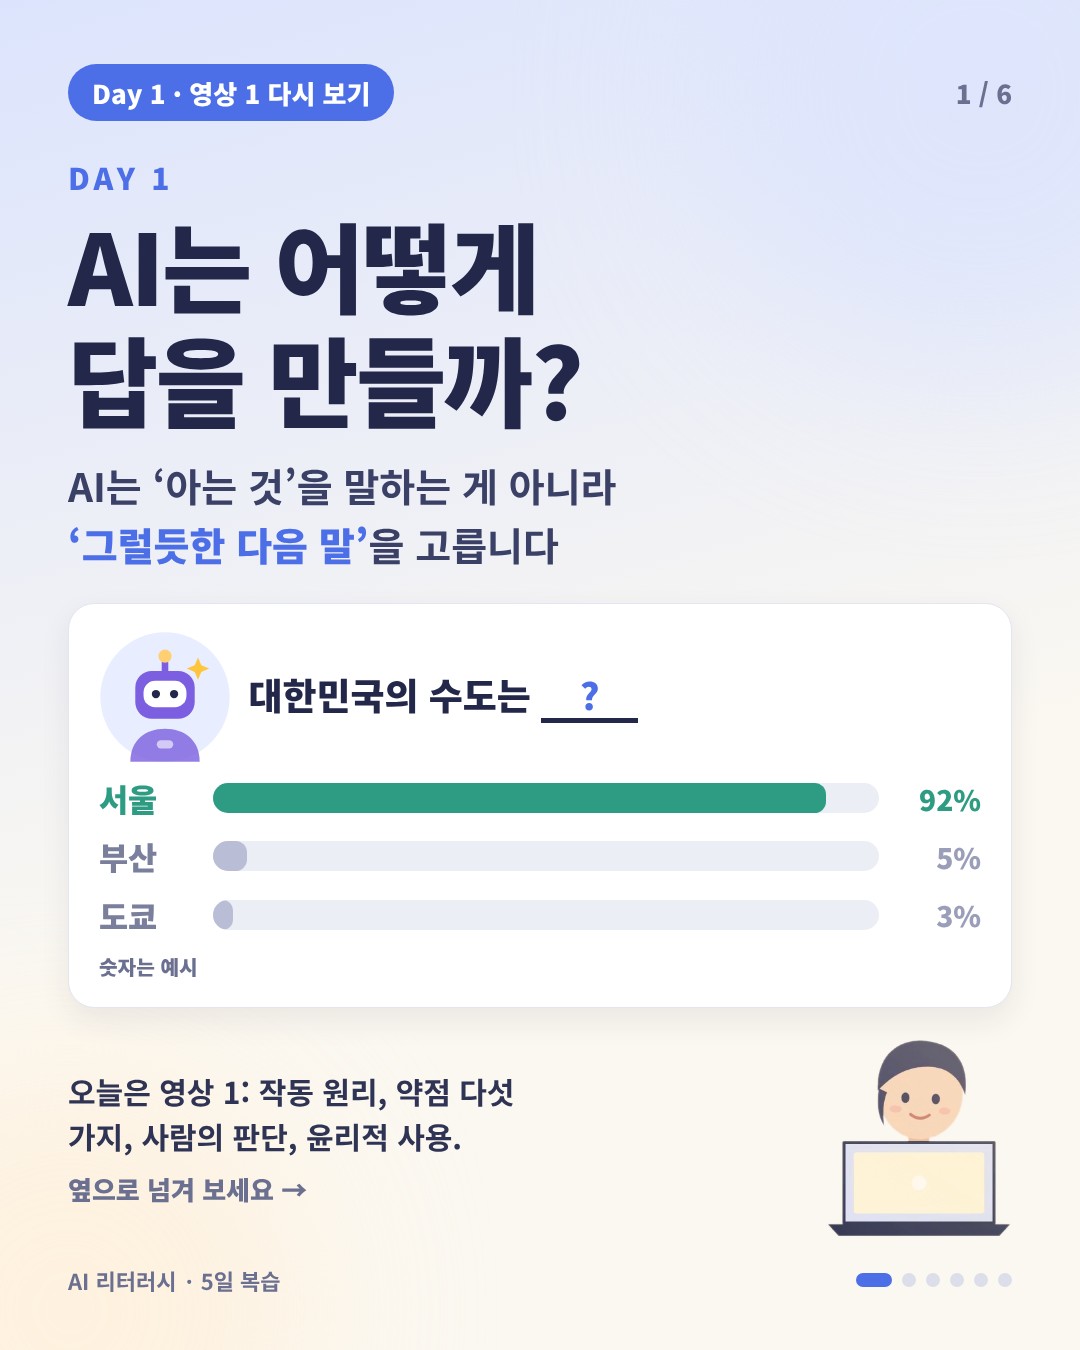 Day 1 · 영상 1 다시 보기
1 / 6
DAY 1
AI는 어떻게
답을 만들까?
AI는 ‘아는 것’을 말하는 게 아니라
‘그럴듯한 다음 말’을 고릅니다
대한민국의 수도는 ?
서울 92%
부산 5%
도쿄 3%
숫자는 예시
오늘은 영상 1: 작동 원리, 약점 다섯
가지, 사람의 판단, 윤리적 사용.
옆으로 넘겨 보세요 →
AI 리터러시 · 5일 복습